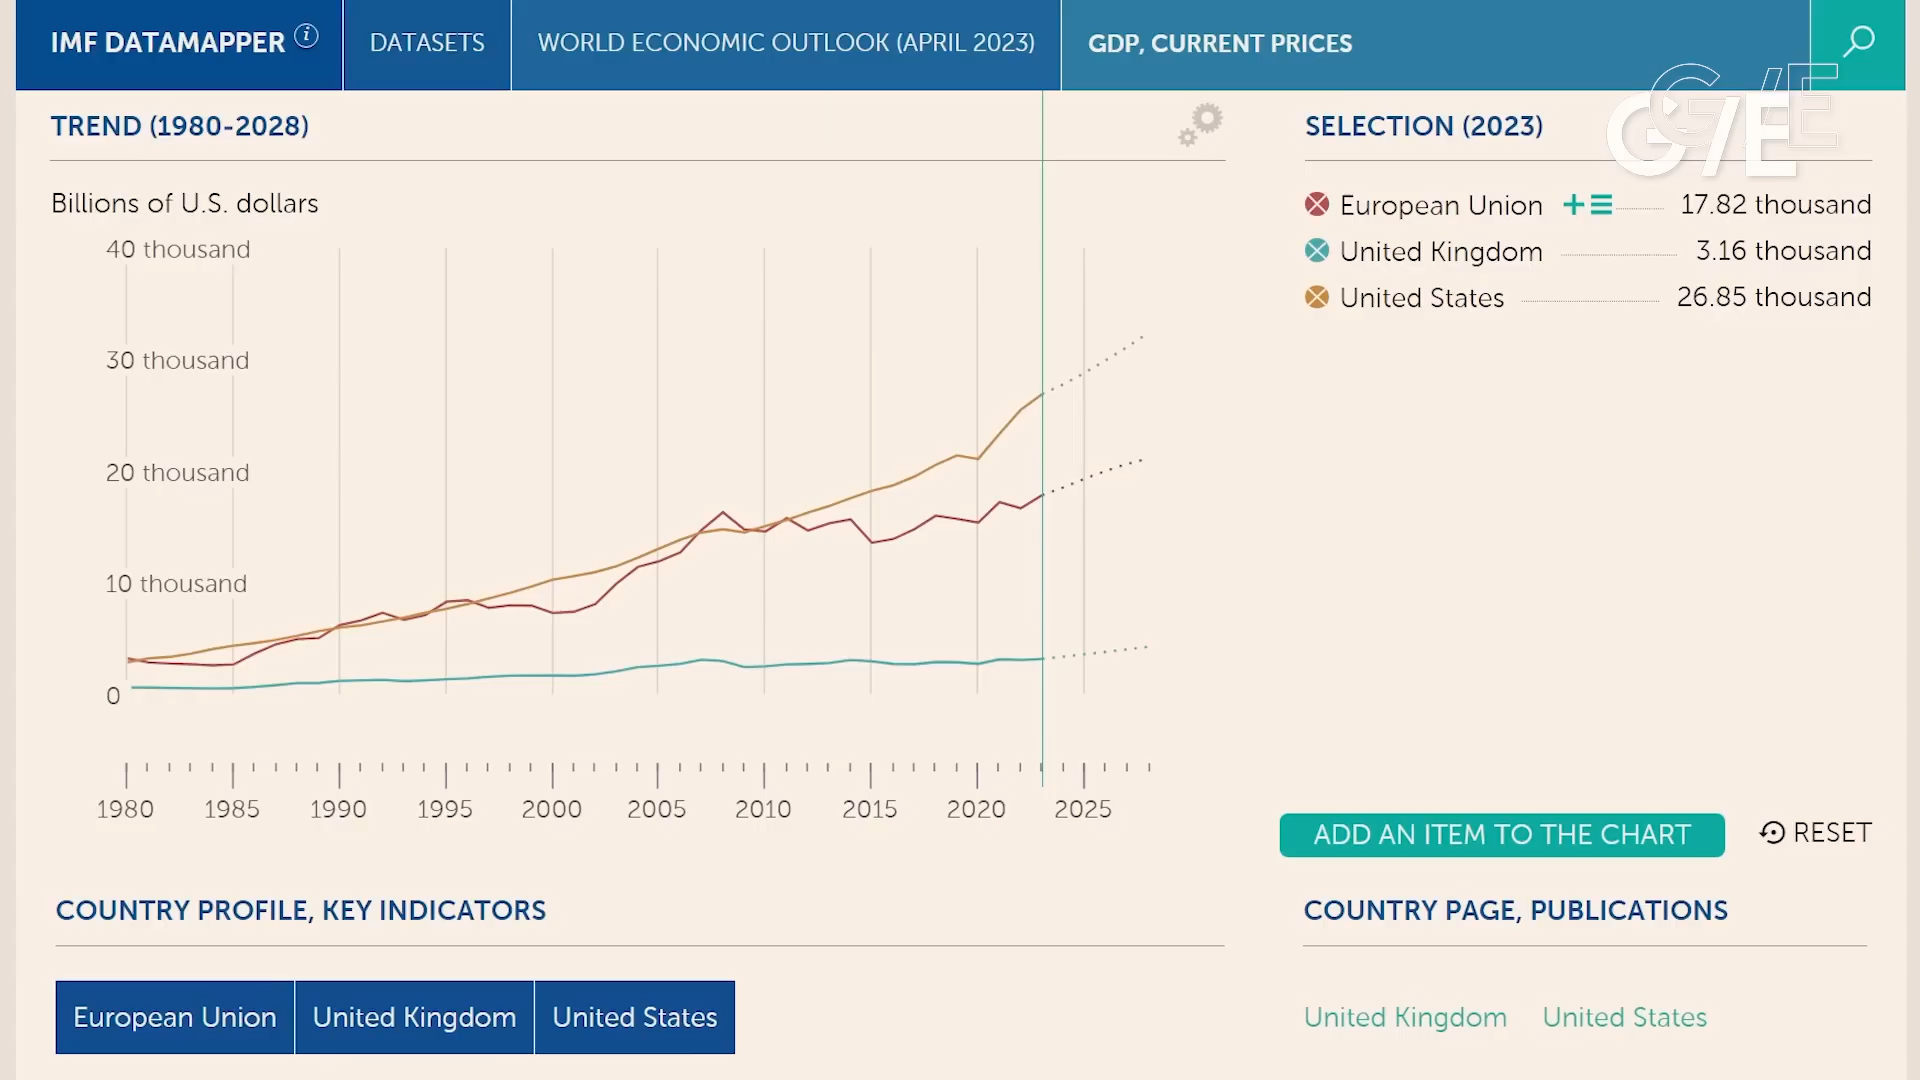 IMF DATAMAPPER i DATASETS WORLD ECONOMIC OUTLOOK (APRIL 2023) GDP, CURRENT PRICES
G/E
TREND (1980-2028)
Billions of U.S. dollars
40 thousand
30 thousand
20 thousand
10 thousand
0
1980 1985 1990 1995 2000 2005 2010 2015 2020 2025
SELECTION (2023)
European Union 17.82 thousand
United Kingdom 3.16 thousand
United States 26.85 thousand
ADD AN ITEM TO THE CHART RESET
COUNTRY PROFILE, KEY INDICATORS
European Union United Kingdom United States
COUNTRY PAGE, PUBLICATIONS
United Kingdom United States